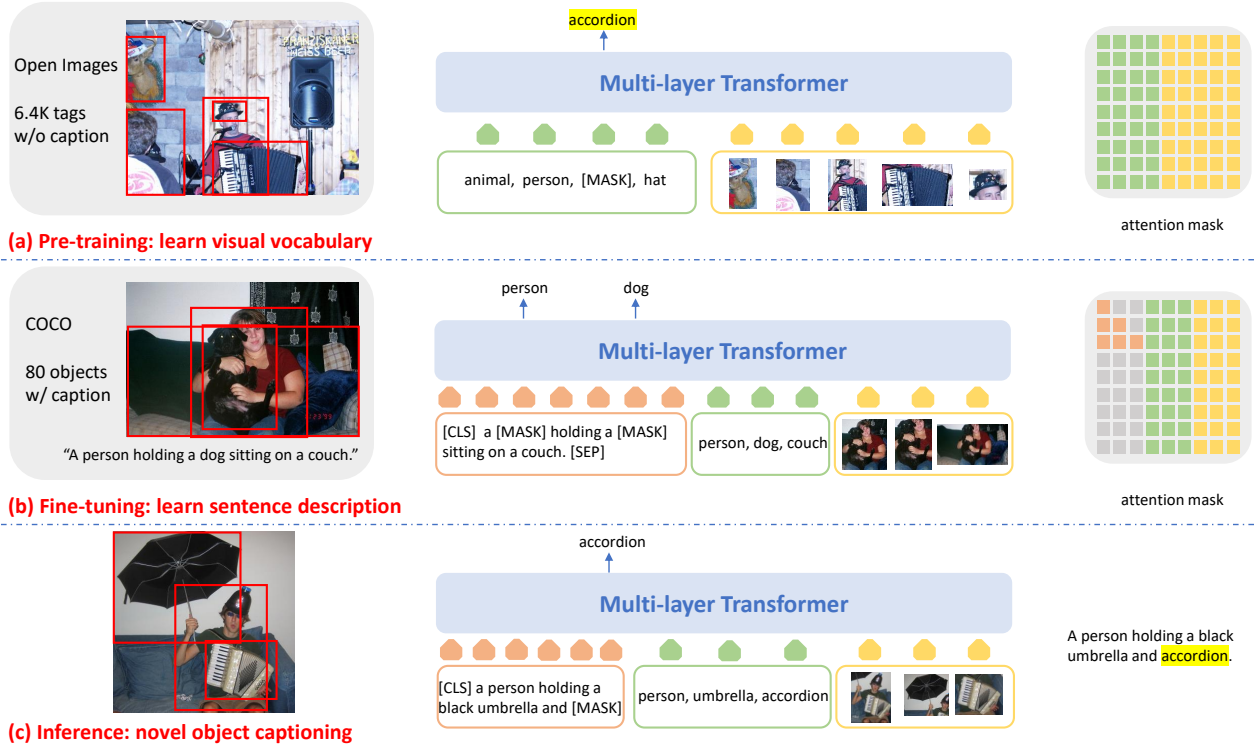 Open Images
6.4K tags
w/o caption
accordion
Multi-layer Transformer
animal, person, [MASK], hat
attention mask
(a) Pre-training: learn visual vocabulary
COCO
80 objects
w/ caption
“A person holding a dog sitting on a couch.”
person
dog
Multi-layer Transformer
[CLS] a [MASK] holding a [MASK]
sitting on a couch. [SEP]
person, dog, couch
attention mask
(b) Fine-tuning: learn sentence description
accordion
Multi-layer Transformer
[CLS] a person holding a
black umbrella and [MASK]
person, umbrella, accordion
A person holding a black
umbrella and accordion.
(c) Inference: novel object captioning